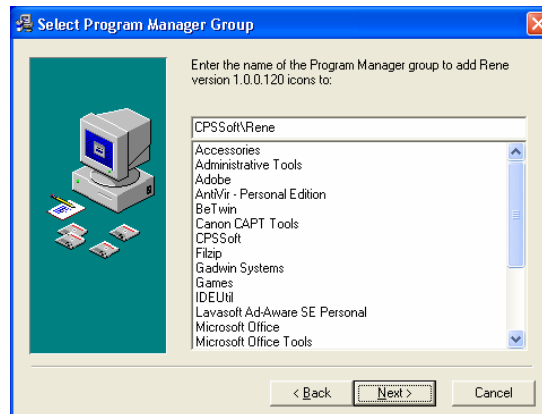 Select Program Manager Group
Enter the name of the Program Manager group to add Rene
version 1.0.0.120 icons to:
CPSSoft\Rene
Accessories
Administrative Tools
Adobe
AntiVir - Personal Edition
BeTwin
Canon CAPT Tools
CPSSoft
Filzip
Gadwin Systems
Games
IDEUtil
Lavasoft Ad-Aware SE Personal
Microsoft Office
Microsoft Office Tools
< Back
Next >
Cancel